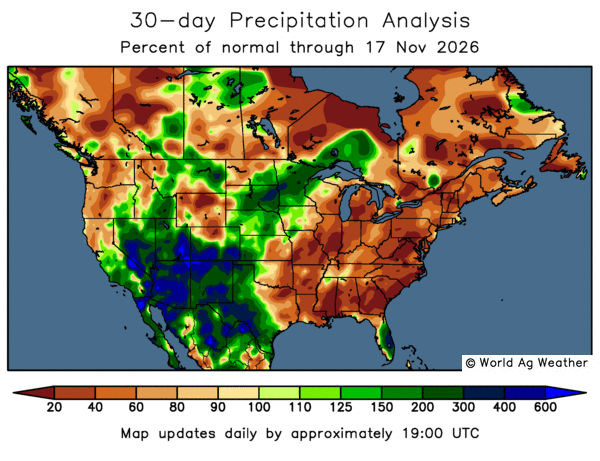 30-day Precipitation Analysis
Percent of normal through 17 Nov 2026
© World Ag Weather
20 40 60 80 90 100 110 125 150 200 300 400 600
Map updates daily by approximately 19:00 UTC